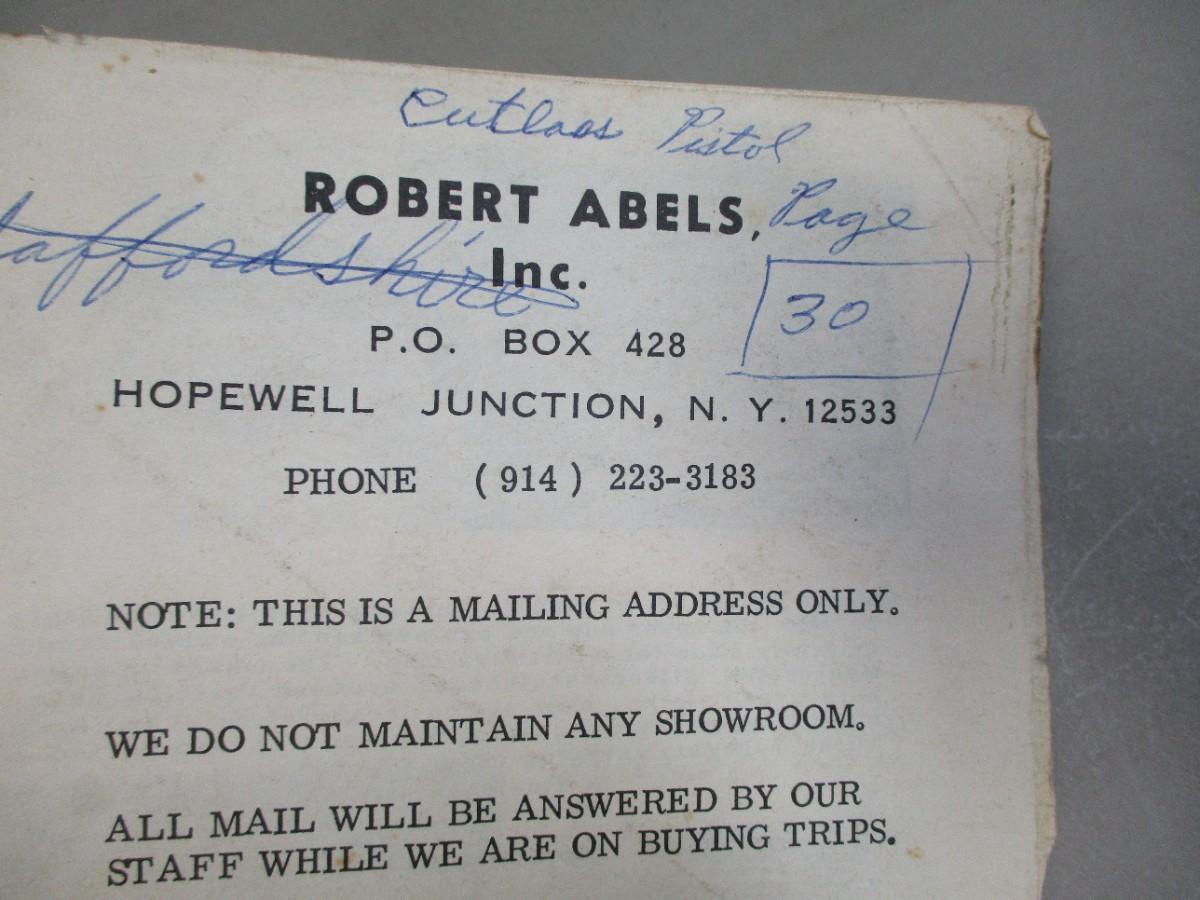 Cutlass Pistol
ROBERT ABELS, Page
taffordshire Inc.
30
P.O. BOX 428
HOPEWELL JUNCTION, N. Y. 12533
PHONE (914) 223-3183
NOTE: THIS IS A MAILING ADDRESS ONLY.
WE DO NOT MAINTAIN ANY SHOWROOM.
ALL MAIL WILL BE ANSWERED BY OUR
STAFF WHILE WE ARE ON BUYING TRIPS.